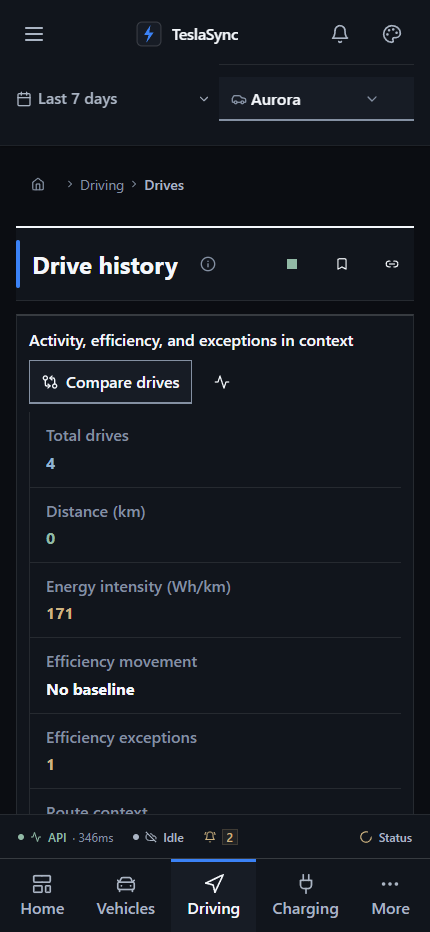 TeslaSync
Last 7 days
Aurora
Driving
Drives
Drive history
Activity, efficiency, and exceptions in context
Compare drives
Total drives
4
Distance (km)
0
Energy intensity (Wh/km)
171
Efficiency movement
No baseline
Efficiency exceptions
1
Route context
API · 346ms
Idle
2
Status
Home
Vehicles
Driving
Charging
More